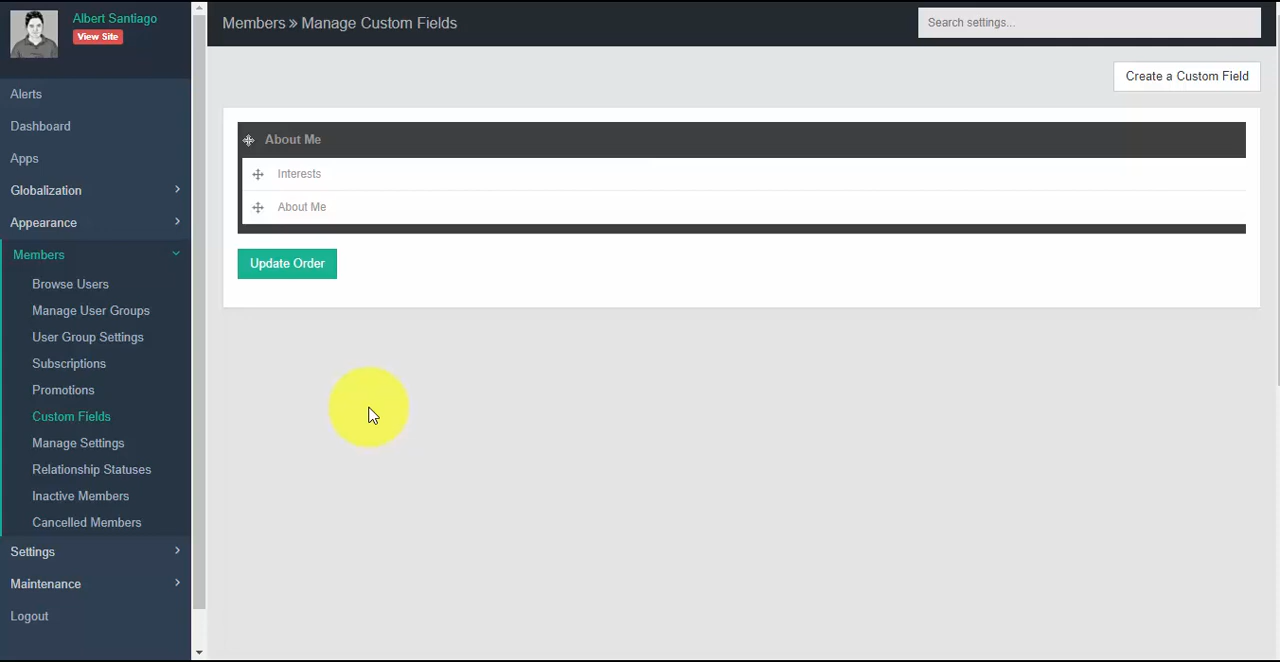 Albert Santiago
View Site
Members » Manage Custom Fields
Search settings...
Create a Custom Field
Alerts
Dashboard
Apps
Globalization
Appearance
Members
Browse Users
Manage User Groups
User Group Settings
Subscriptions
Promotions
Custom Fields
Manage Settings
Relationship Statuses
Inactive Members
Cancelled Members
Settings
Maintenance
Logout
About Me
Interests
About Me
Update Order